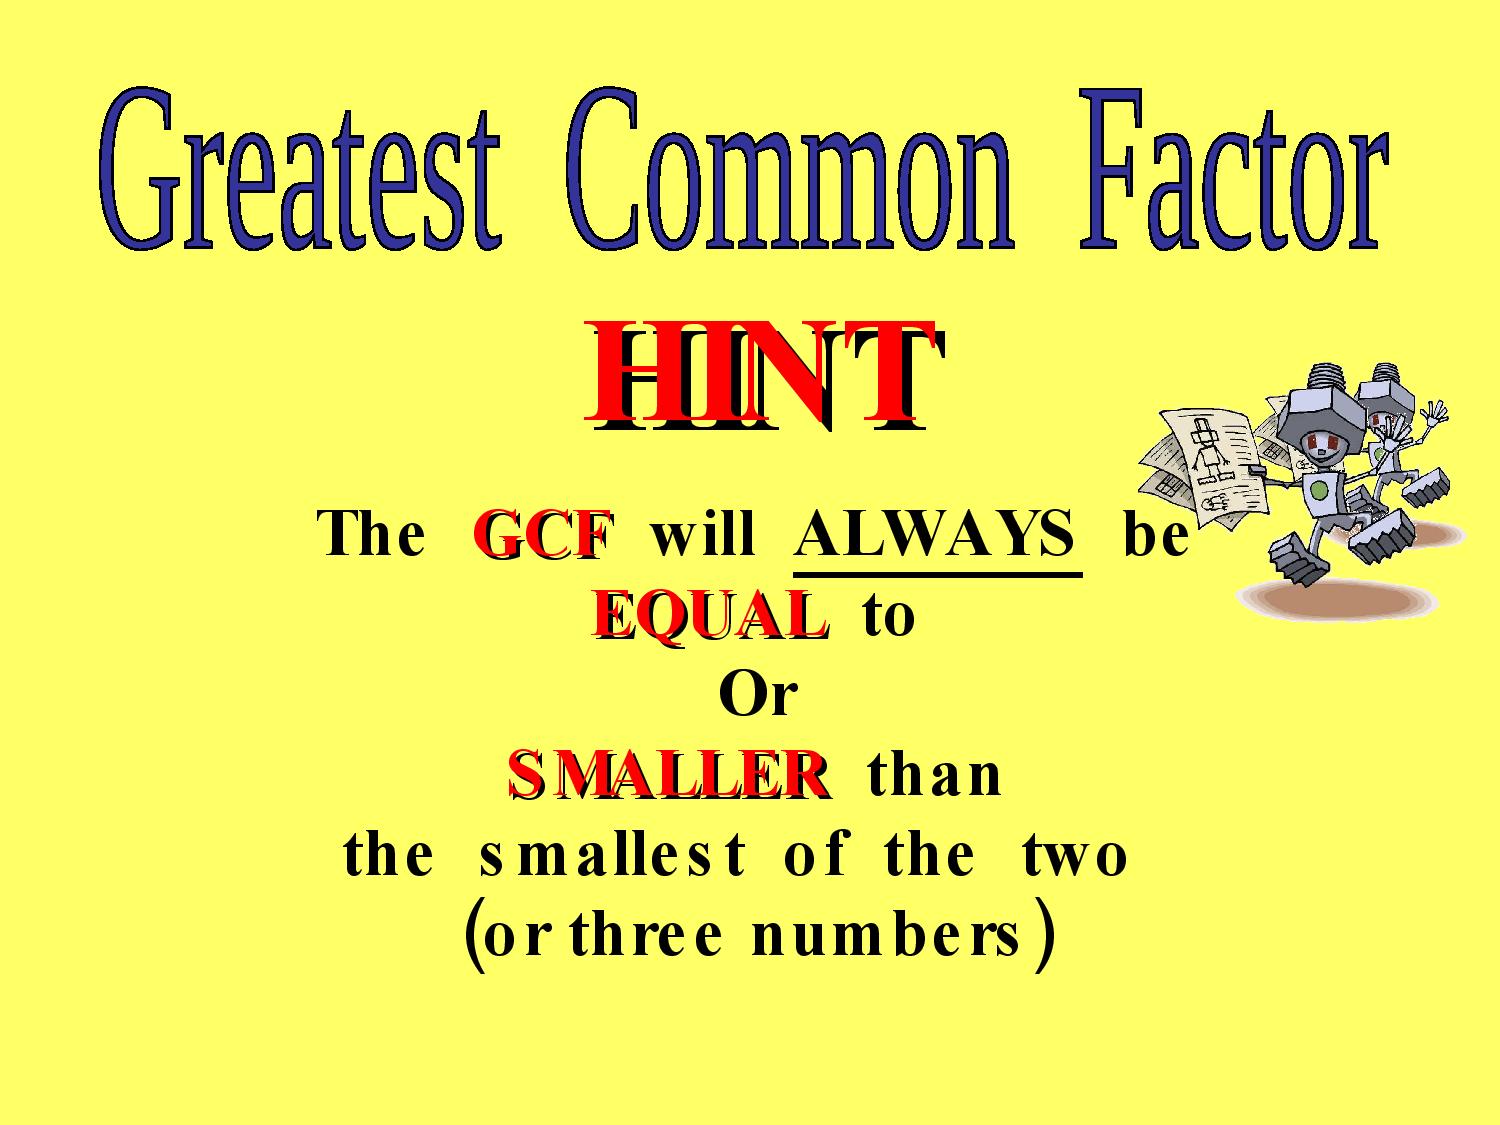 Greatest Common Factor
HINT
The GCF will ALWAYS be
EQUAL to
Or
SMALLER than
the smallest of the two
(or three numbers)